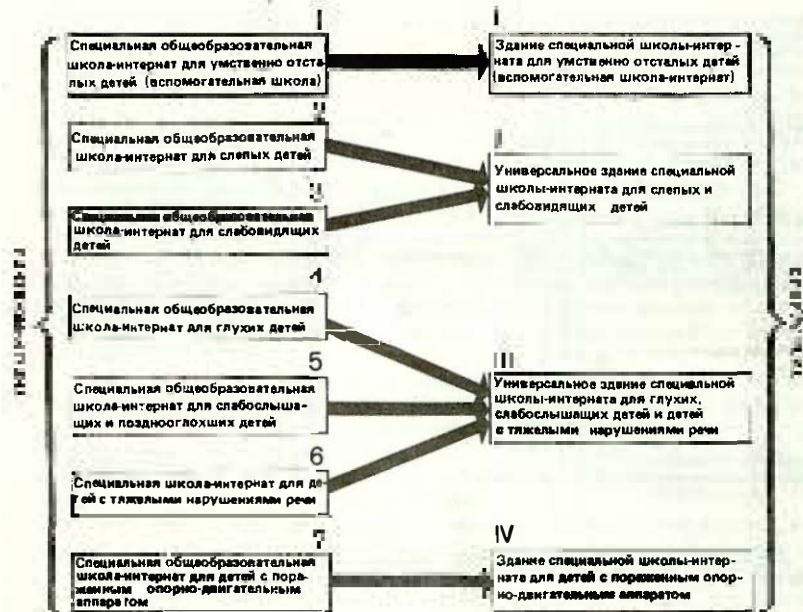 I
Специальная общеобразовательная
школа-интернат для умственно отста-
лых детей (вспомогательная школа)
Здание специальной школы-интер-
ната для умственно отсталых детей
(вспомогательная школа-интернат)
Специальная общеобразовательная
школа-интернат для слепых детей
Универсальное здание специальной
школы-интерната для слепых и
слабовидящих детей
3
Специальная общеобразовательная
школа-интернат для слабовидящих
детей
4
Специальная общеобразовательная
школа-интернат для глухих детей
5
Специальная общеобразовательная
школа-интернат для слабослыша-
щих и позднооглохших детей
III
Универсальное здание специальной
школы-интерната для глухих,
слабослышащих детей и детей
с тяжелыми нарушениями речи
6
Специальная школа-интернат для де-
тей с тяжелыми нарушениями речи
7
Специальная общеобразовательная
школа-интернат для детей с пора-
женным опорно-двигательным
аппаратом
IV
Здание специальной школы-интер-
ната для детей с пораженным опор-
но-двигательным аппаратом